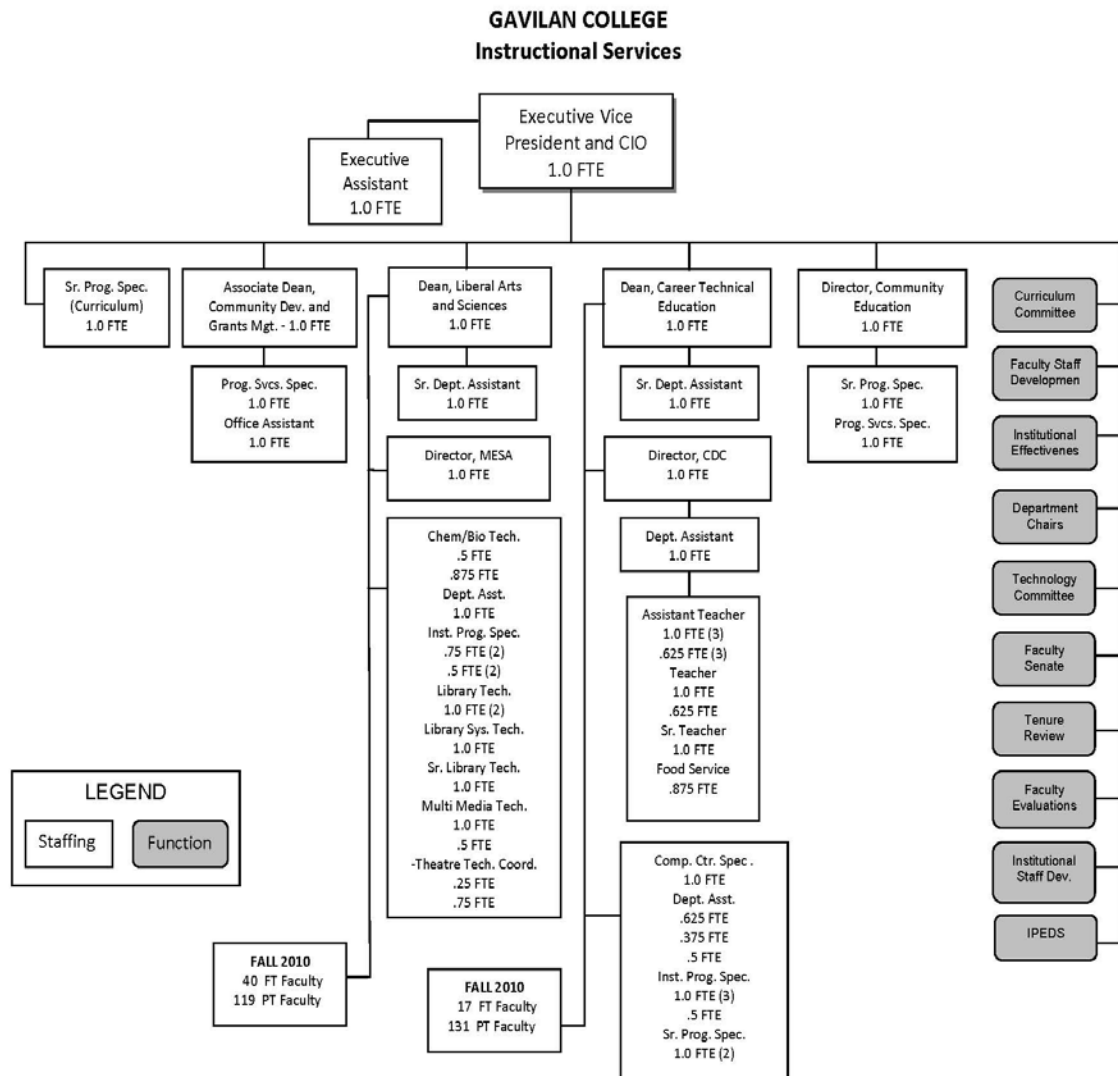 GAVILAN COLLEGE
Instructional Services
Executive Vice
President and CIO
1.0 FTE
Executive
Assistant
1.0 FTE
Sr. Prog. Spec.
(Curriculum)
1.0 FTE
Associate Dean,
Community Dev. and
Grants Mgt. - 1.0 FTE
Dean, Liberal Arts
and Sciences
1.0 FTE
Dean, Career Technical
Education
1.0 FTE
Director, Community
Education
1.0 FTE
Prog. Svcs. Spec.
1.0 FTE
Office Assistant
1.0 FTE
Sr. Dept. Assistant
1.0 FTE
Sr. Dept. Assistant
1.0 FTE
Sr. Prog. Spec.
1.0 FTE
Prog. Svcs. Spec.
1.0 FTE
Director, MESA
1.0 FTE
Director, CDC
1.0 FTE
Chem/Bio Tech.
.5 FTE
.875 FTE
Dept. Asst.
1.0 FTE
Inst. Prog. Spec.
.75 FTE (2)
.5 FTE (2)
Library Tech.
1.0 FTE (2)
Library Sys. Tech.
1.0 FTE
Sr. Library Tech.
1.0 FTE
Multi Media Tech.
1.0 FTE
.5 FTE
-Theatre Tech. Coord.
.25 FTE
.75 FTE
Dept. Assistant
1.0 FTE
Assistant Teacher
1.0 FTE (3)
.625 FTE (3)
Teacher
1.0 FTE
.625 FTE
Sr. Teacher
1.0 FTE
Food Service
.875 FTE
Comp. Ctr. Spec .
1.0 FTE
Dept. Asst.
.625 FTE
.375 FTE
.5 FTE
Inst. Prog. Spec.
1.0 FTE (3)
.5 FTE
Sr. Prog. Spec.
1.0 FTE (2)
FALL 2010
40 FT Faculty
119 PT Faculty
FALL 2010
17 FT Faculty
131 PT Faculty
Curriculum
Committee
Faculty Staff
Developmen
Institutional
Effectivenes
Department
Chairs
Technology
Committee
Faculty
Senate
Tenure
Review
Faculty
Evaluations
Institutional
Staff Dev.
IPEDS
LEGEND
Staffing
Function